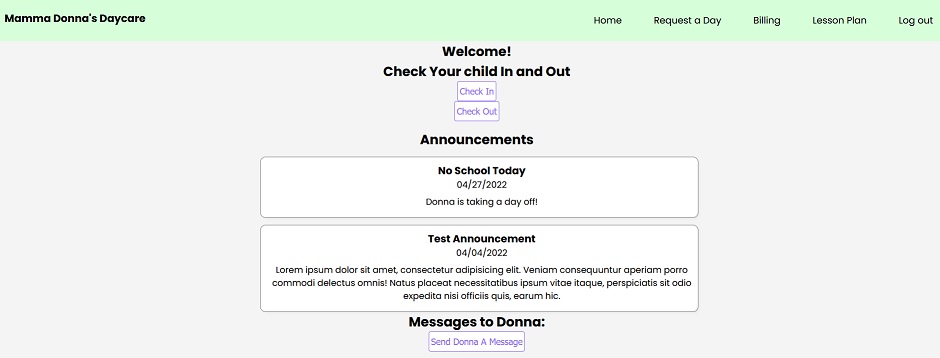 Mamma Donna's Daycare
Home Request a Day Billing Lesson Plan Log out
Welcome!
Check Your child In and Out
Check In
Check Out
Announcements
No School Today
04/27/2022
Donna is taking a day off!
Test Announcement
04/04/2022
Lorem ipsum dolor sit amet, consectetur adipisicing elit. Veniam consequuntur aperiam porro
commodi delectus omnis! Natus placeat necessitatibus ipsum vitae itaque, perspiciatis sit odio
expedita nisi officiis quis, earum hic.
Messages to Donna:
Send Donna A Message